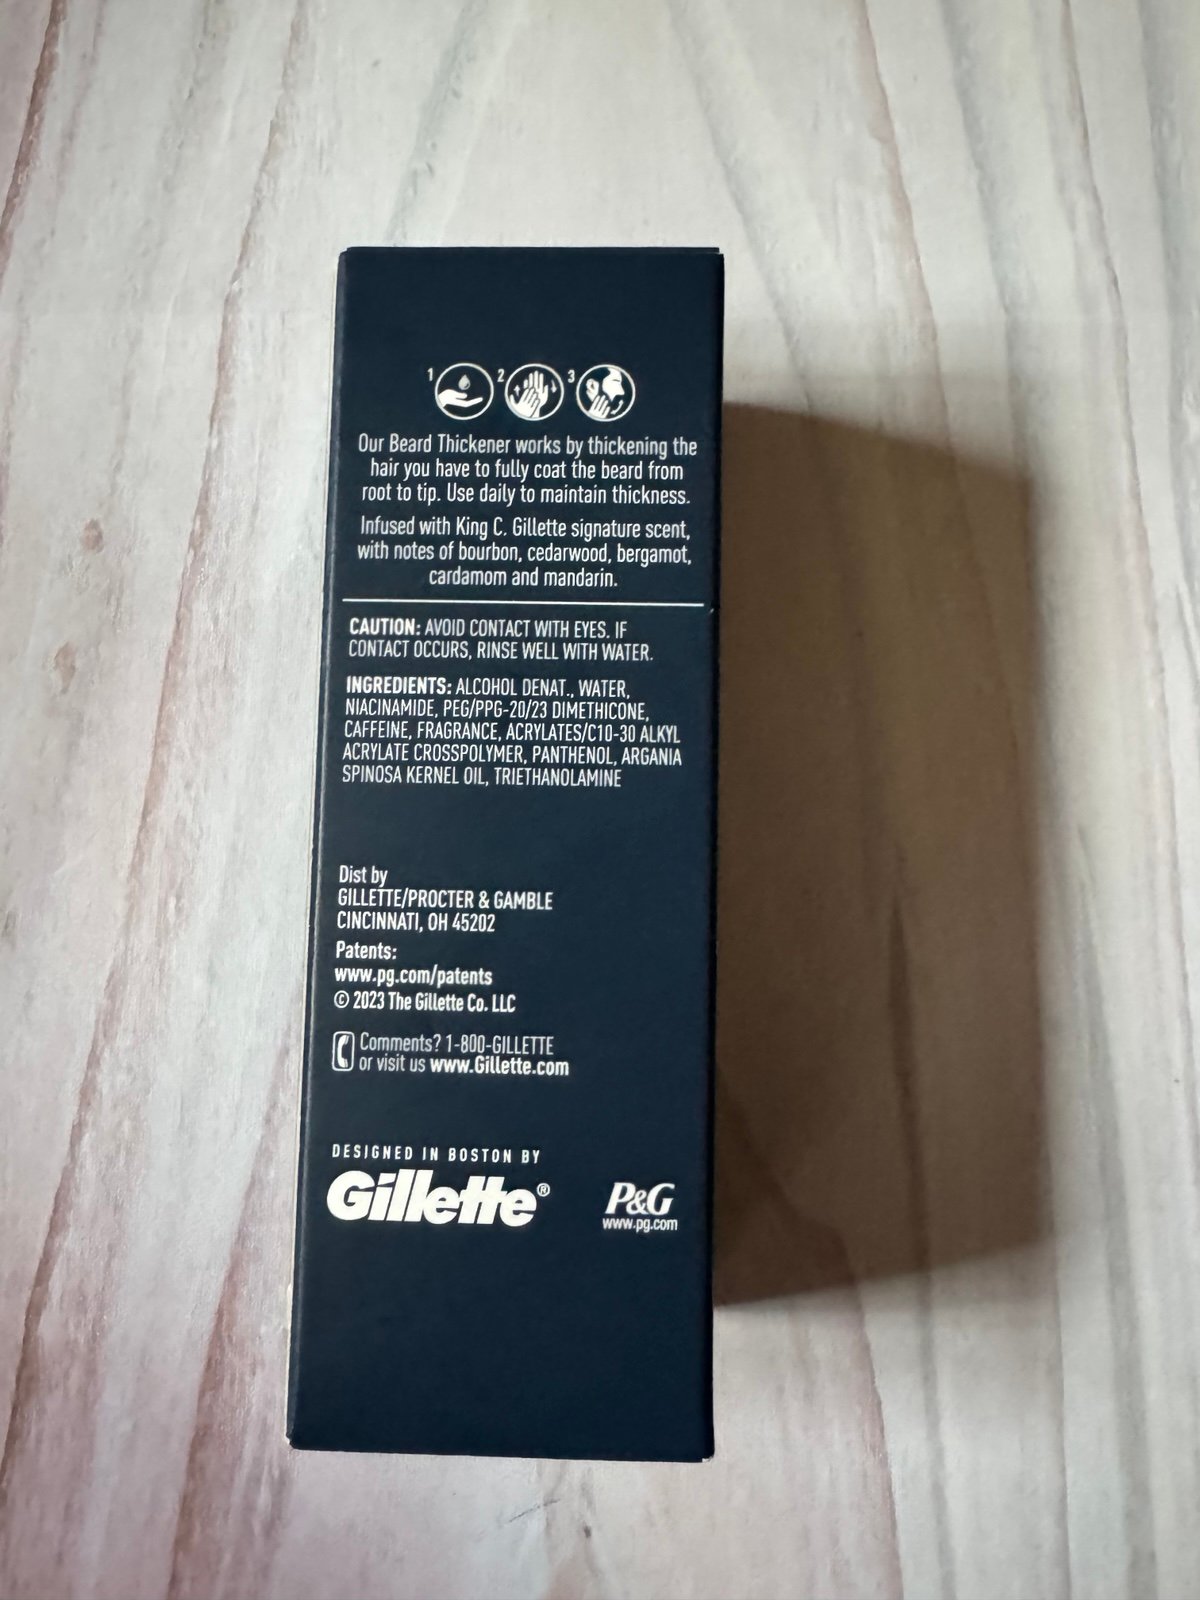 1 2 3
Our Beard Thickener works by thickening the
hair you have to fully coat the beard from
root to tip. Use daily to maintain thickness.
Infused with King C. Gillette signature scent,
with notes of bourbon, cedarwood, bergamot,
cardamom and mandarin.
CAUTION: AVOID CONTACT WITH EYES. IF
CONTACT OCCURS, RINSE WELL WITH WATER.
INGREDIENTS: ALCOHOL DENAT., WATER,
NIACINAMIDE, PEG/PPG-20/23 DIMETHICONE,
CAFFEINE, FRAGRANCE, ACRYLATES/C10-30 ALKYL
ACRYLATE CROSSPOLYMER, PANTHENOL, ARGANIA
SPINOSA KERNEL OIL, TRIETHANOLAMINE
Dist by
GILLETTE/PROCTER & GAMBLE
CINCINNATI, OH 45202
Patents:
www.pg.com/patents
© 2023 The Gillette Co. LLC
Comments? 1-800-GILLETTE
or visit us www.Gillette.com
DESIGNED IN BOSTON BY
Gillette®
P&G
www.pg.com